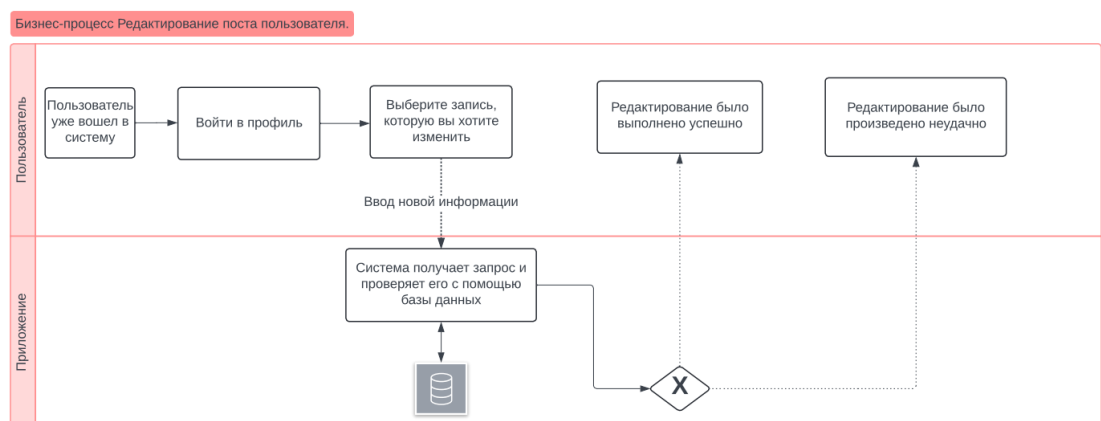 Бизнес-процесс Редактирование поста пользователя.
Пользователь
Пользователь
уже вошел в
систему
Войти в профиль
Выберите запись,
которую вы хотите
изменить
Редактирование было
выполнено успешно
Редактирование было
произведено неудачно
Ввод новой информации
Приложение
Система получает запрос и
проверяет его с помощью
базы данных
X